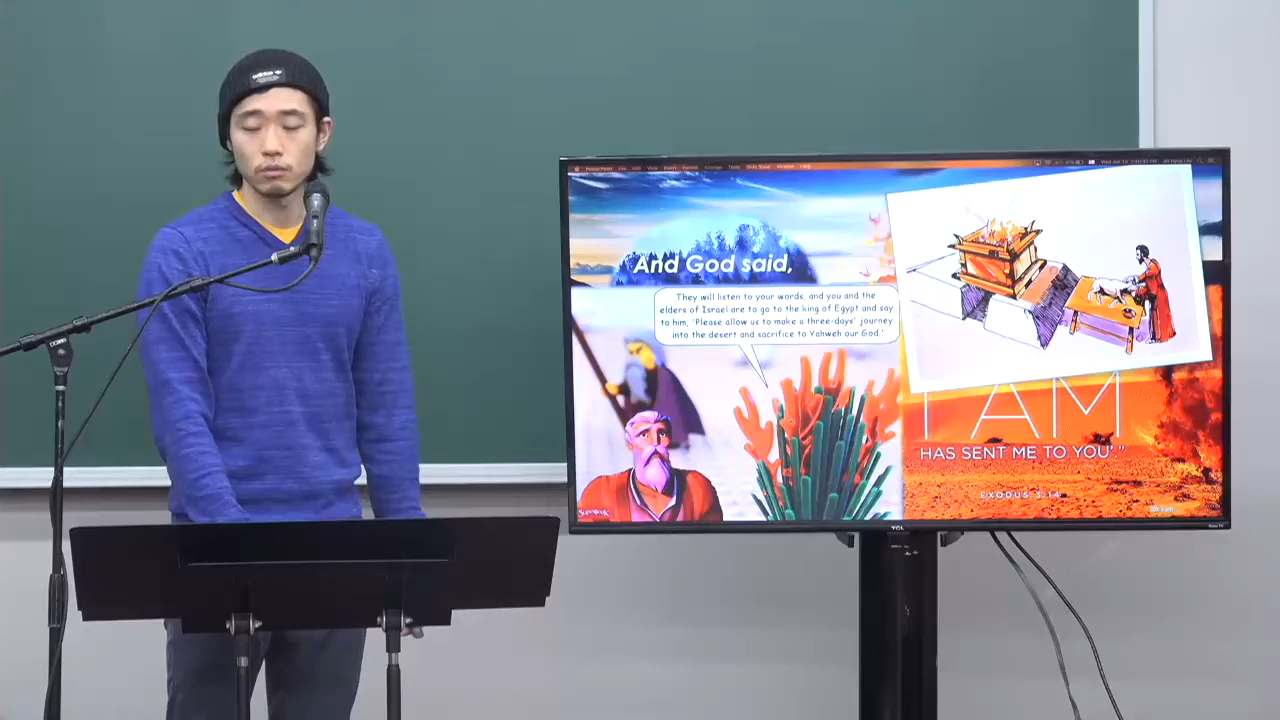 adidas
And God said,
They will listen to your words, and you and the
elders of Israel are to go to the king of Egypt and say
to him, 'Please allow us to make a three-days' journey
into the desert and sacrifice to Yahweh our God.'
I AM
HAS SENT ME TO YOU'."
EXODUS 3:14
TCL